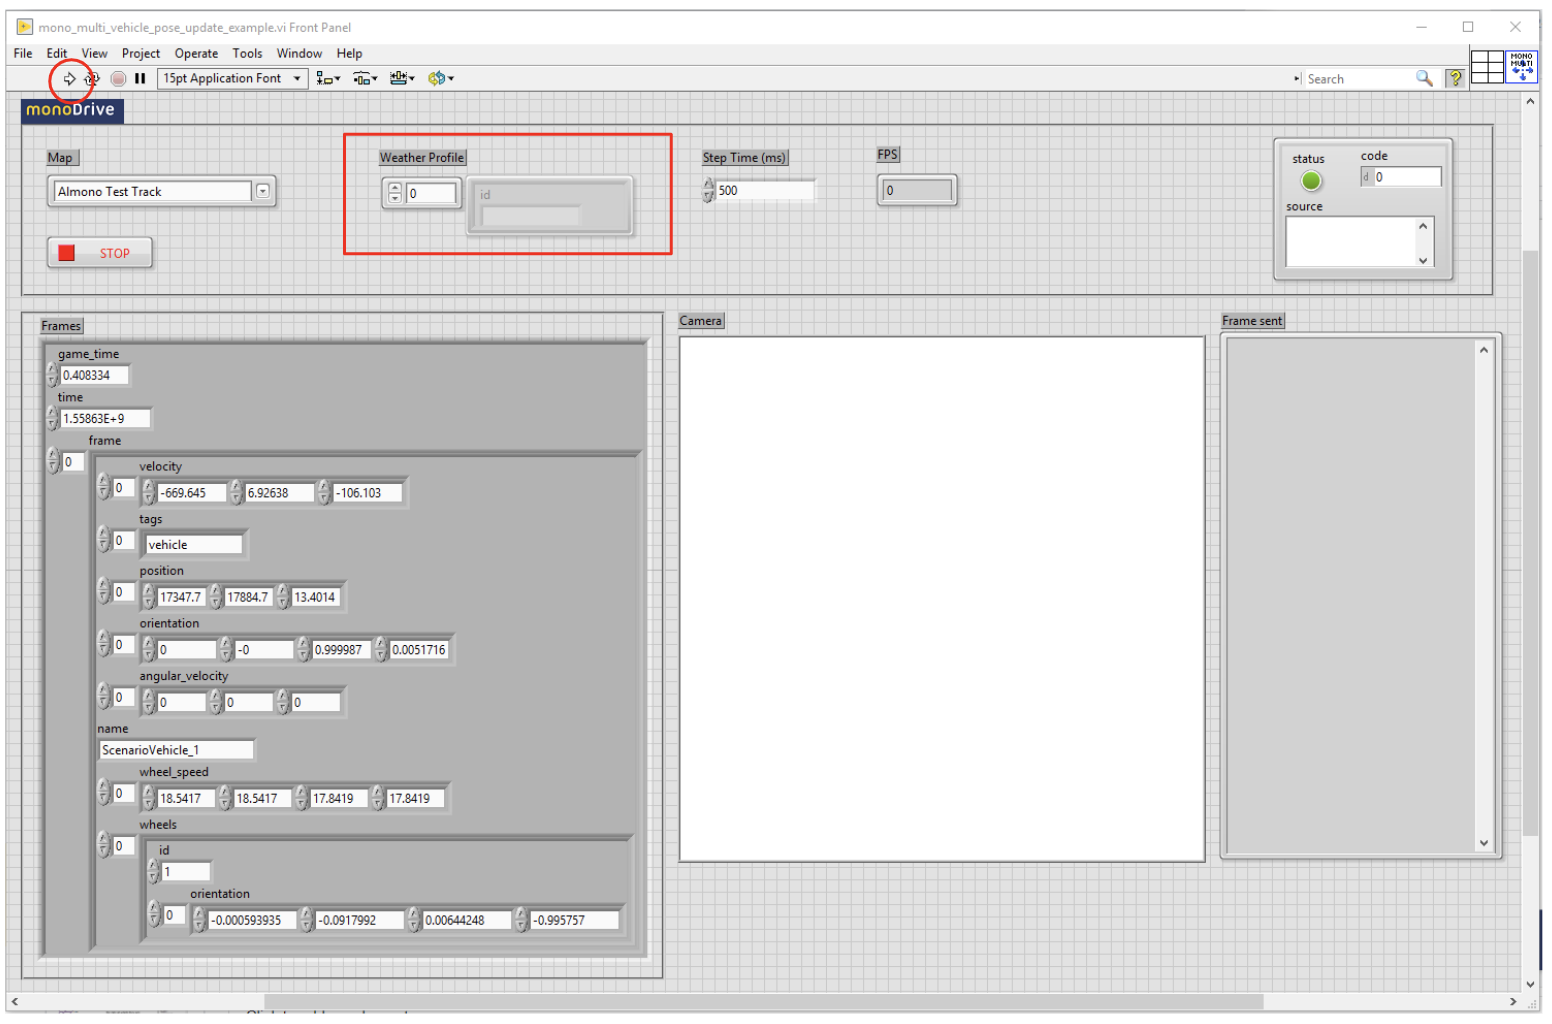 mono_multi_vehicle_pose_update_example.vi Front Panel
File Edit View Project Operate Tools Window Help
15pt Application Font
Search
MONO
MULTI
monoDrive
Map
Weather Profile
Step Time (ms)
FPS
status
code
Almono Test Track
0
id
500
0
d 0
source
STOP
Frames
Camera
Frame sent
game_time
0.408334
time
1.55863E+9
frame
0
velocity
0 -669.645 6.92638 -106.103
tags
0 vehicle
position
0 17347.7 17884.7 13.4014
orientation
0 0 -0 0.999987 0.0051716
angular_velocity
0 0 0 0
name
ScenarioVehicle_1
wheel_speed
0 18.5417 18.5417 17.8419 17.8419
wheels
0
id
1
orientation
0 -0.000593935 -0.0917992 0.00644248 -0.995757